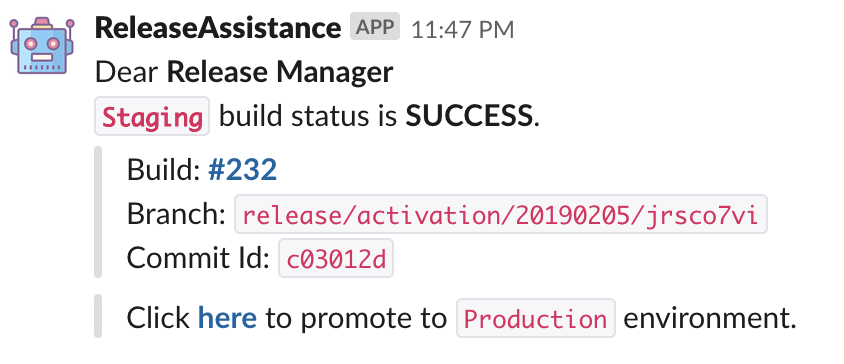 ReleaseAssistance APP 11:47 PM
Dear Release Manager
Staging build status is SUCCESS.
Build: #232
Branch: release/activation/20190205/jrsco7vi
Commit Id: c03012d
Click here to promote to Production environment.